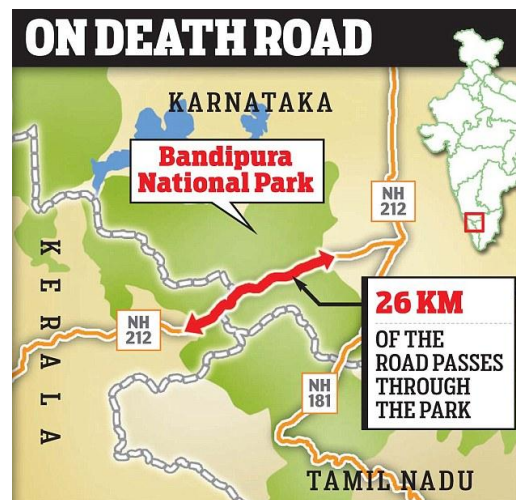 ON DEATH ROAD
KARNATAKA
Bandipura
National Park
NH
212
KERALA
26 KM
OF THE
ROAD PASSES
THROUGH
THE PARK
NH
212
NH
181
TAMIL NADU